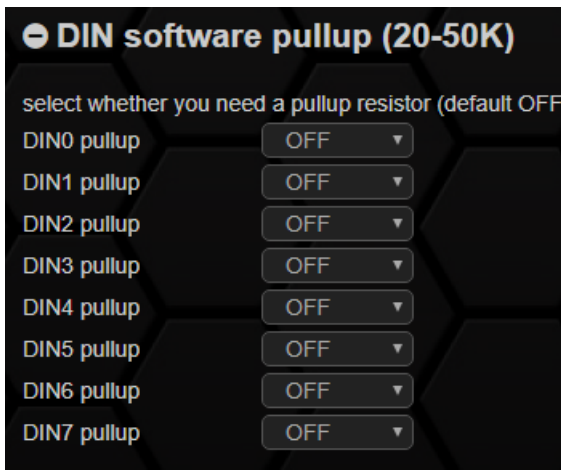 DIN software pullup (20-50K)
select whether you need a pullup resistor (default OFF
DIN0 pullup OFF
DIN1 pullup OFF
DIN2 pullup OFF
DIN3 pullup OFF
DIN4 pullup OFF
DIN5 pullup OFF
DIN6 pullup OFF
DIN7 pullup OFF